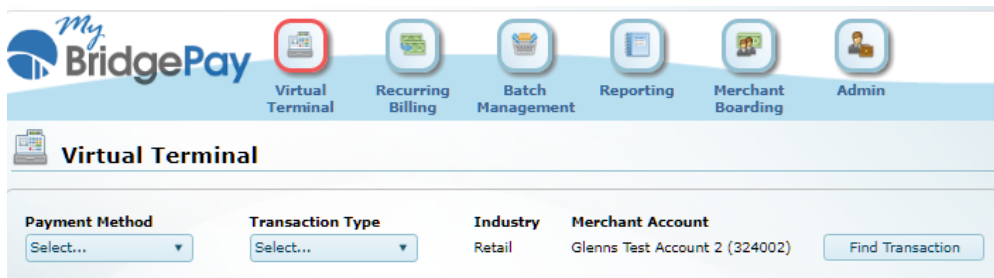 My
BridgePay
Virtual
Terminal
Recurring
Billing
Batch
Management
Reporting
Merchant
Boarding
Admin
Virtual Terminal
Payment Method
Transaction Type
Industry
Merchant Account
Select...
Select...
Retail
Glenns Test Account 2 (324002)
Find Transaction